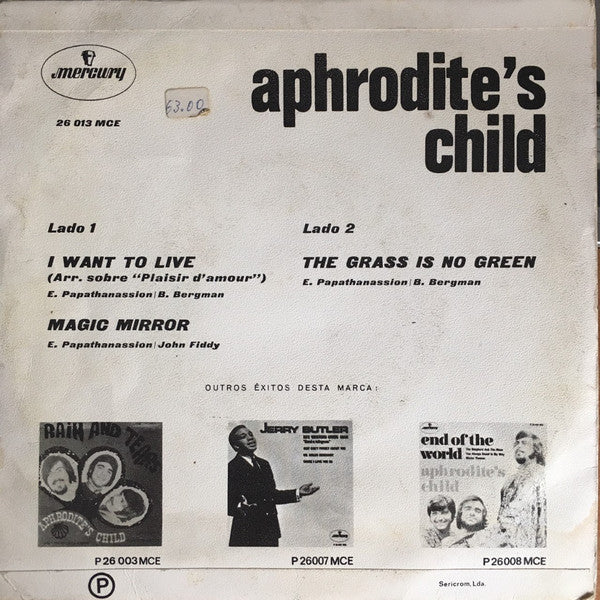 mercury
26 013 MCE
63.00
aphrodite's
child
Lado 1
I WANT TO LIVE
(Arr. sobre "Plaisir d'amour")
E. Papathanassion/B. Bergman
MAGIC MIRROR
E. Papathanassion/John Fiddy
Lado 2
THE GRASS IS NO GREEN
E. Papathanassion/B. Bergman
OUTROS ÊXITOS DESTA MARCA:
RAIN AND TEARS
APHRODITE'S CHILD
P 26 003 MCE
JERRY BUTLER
P 26007 MCE
end of the
world
aphrodite's
child
P 26008 MCE
P
Sericrom, Lda.